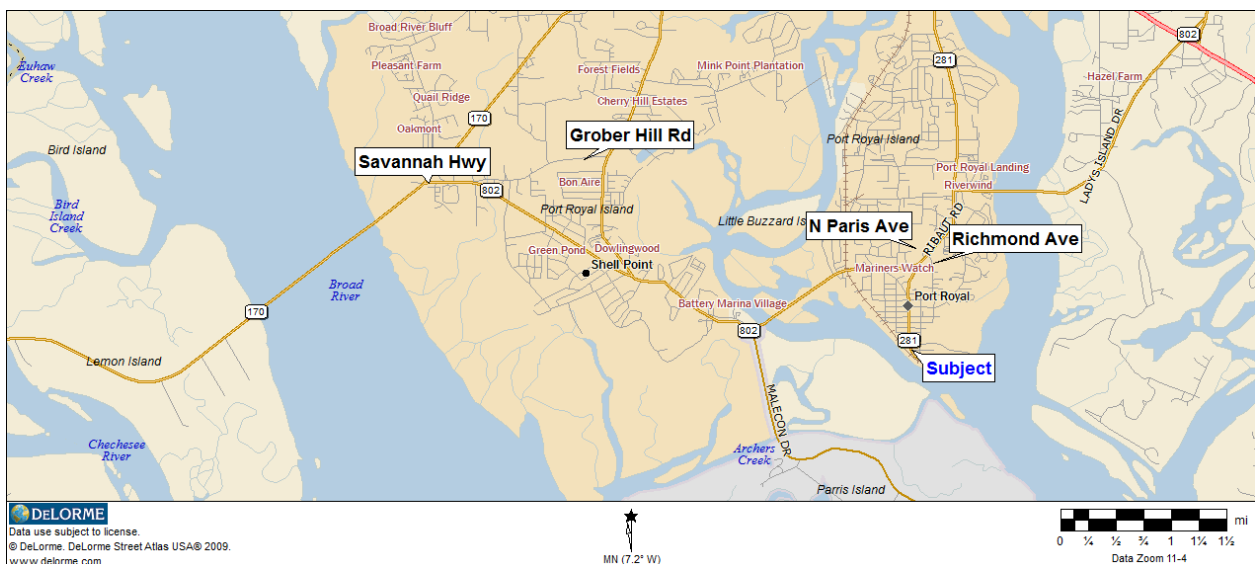 Broad River Bluff
802
Euhaw
Creek
Pleasant Farm
Forest Fields
Mink Point Plantation
281
Hazel Farm
Quail Ridge
Cherry Hill Estates
170
Oakmont
Grober Hill Rd
Port Royal Island
LADYS ISLAND DR
Bird Island
Savannah Hwy
Port Royal Landing
Bon Aire
802
Riverwind
Bird
Island
Creek
Port Royal Island
Little Buzzard Is
N Paris Ave
RIBAUT RD
Richmond Ave
Green Pond
Dowlingwood
Shell Point
Mariners Watch
Broad
River
Battery Marina Village
Port Royal
170
802
281
Lemon Island
Subject
MALECON DR
Chechesee
River
Archers
Creek
Parris Island
DELORME
Data use subject to license.
© DeLorme. DeLorme Street Atlas USA® 2009.
www.delorme.com
MN (7.2° W)
mi
0 ¼ ½ ¾ 1 1¼ 1½
Data Zoom 11-4